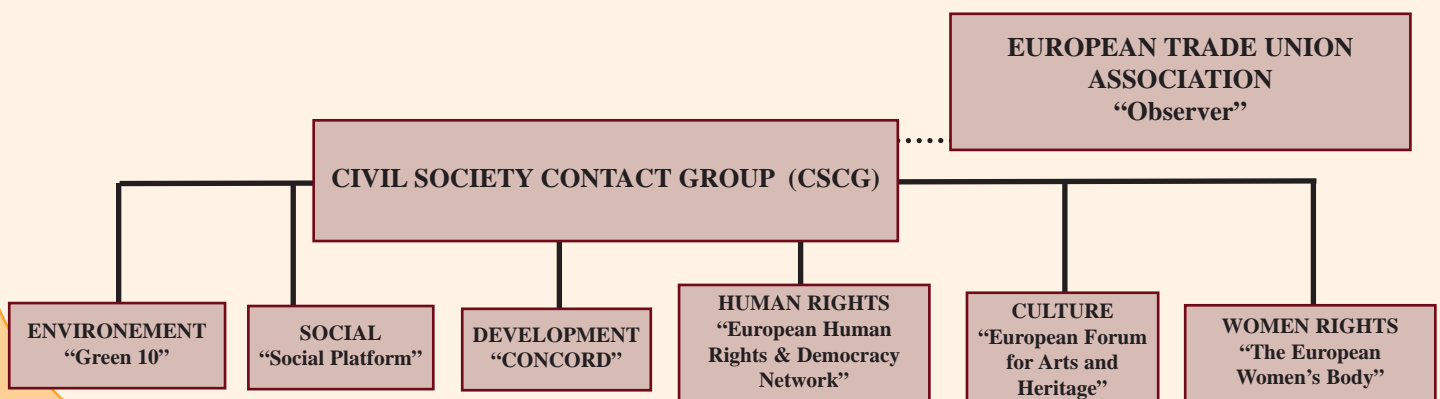 EUROPEAN TRADE UNION
ASSOCIATION
“Observer”
CIVIL SOCIETY CONTACT GROUP (CSCG)
ENVIRONEMENT
“Green 10”
SOCIAL
“Social Platform”
DEVELOPMENT
“CONCORD”
HUMAN RIGHTS
“European Human
Rights & Democracy
Network”
CULTURE
“European Forum
for Arts and
Heritage”
WOMEN RIGHTS
“The European
Women’s Body”